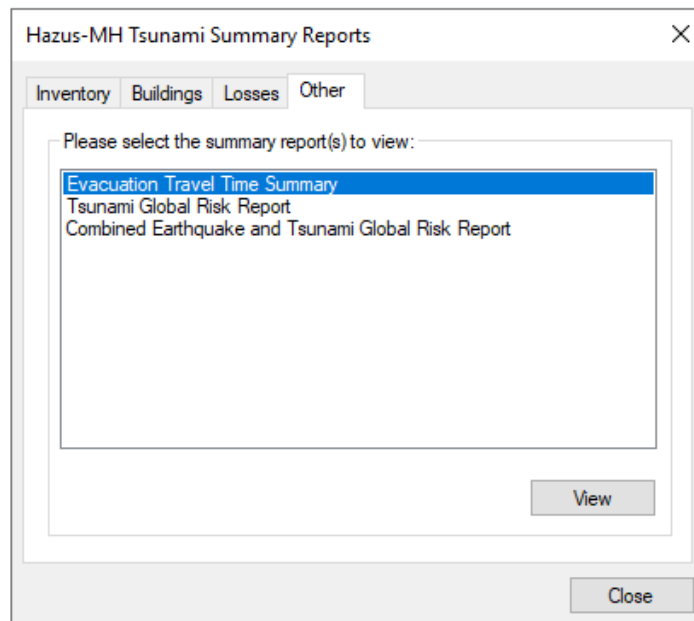 Hazus-MH Tsunami Summary Reports
Inventory Buildings Losses Other
Please select the summary report(s) to view:
Evacuation Travel Time Summary
Tsunami Global Risk Report
Combined Earthquake and Tsunami Global Risk Report
View
Close